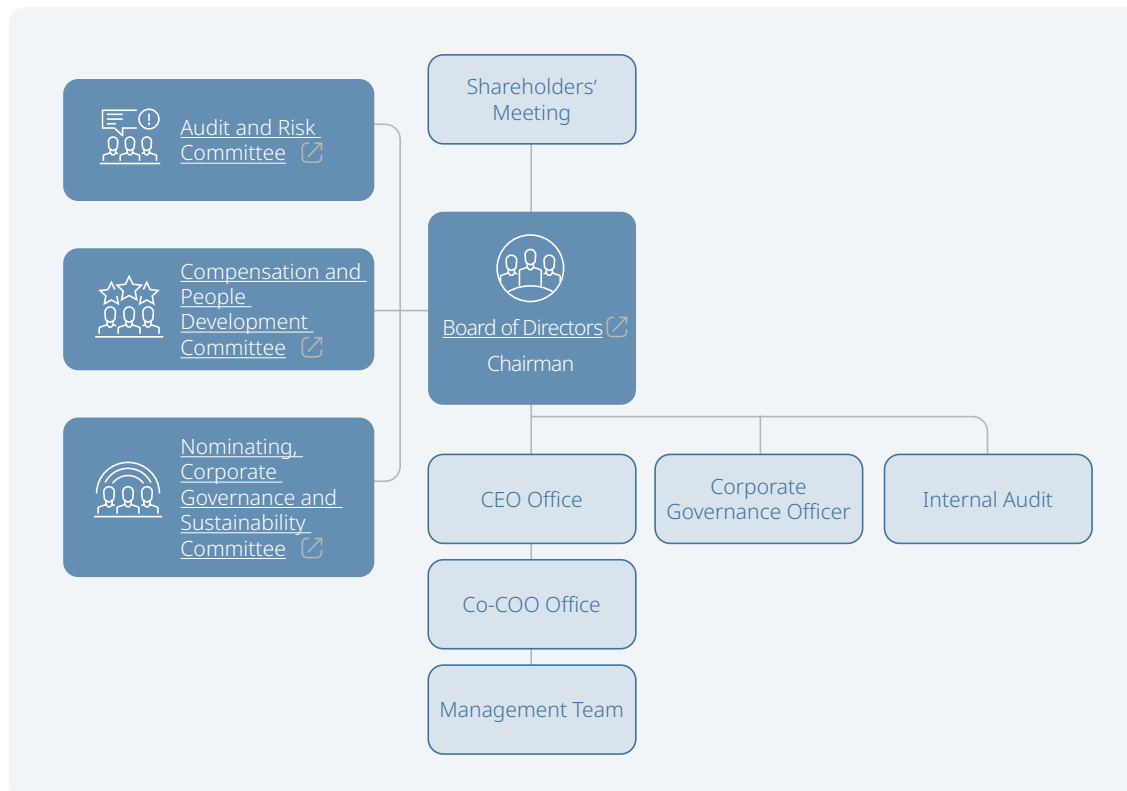 Shareholders'
Meeting
Audit and Risk
Committee
Compensation and
People
Development
Committee
Board of Directors
Chairman
Nominating,
Corporate
Governance and
Sustainability
Committee
CEO Office
Corporate
Governance Officer
Internal Audit
Co-COO Office
Management Team